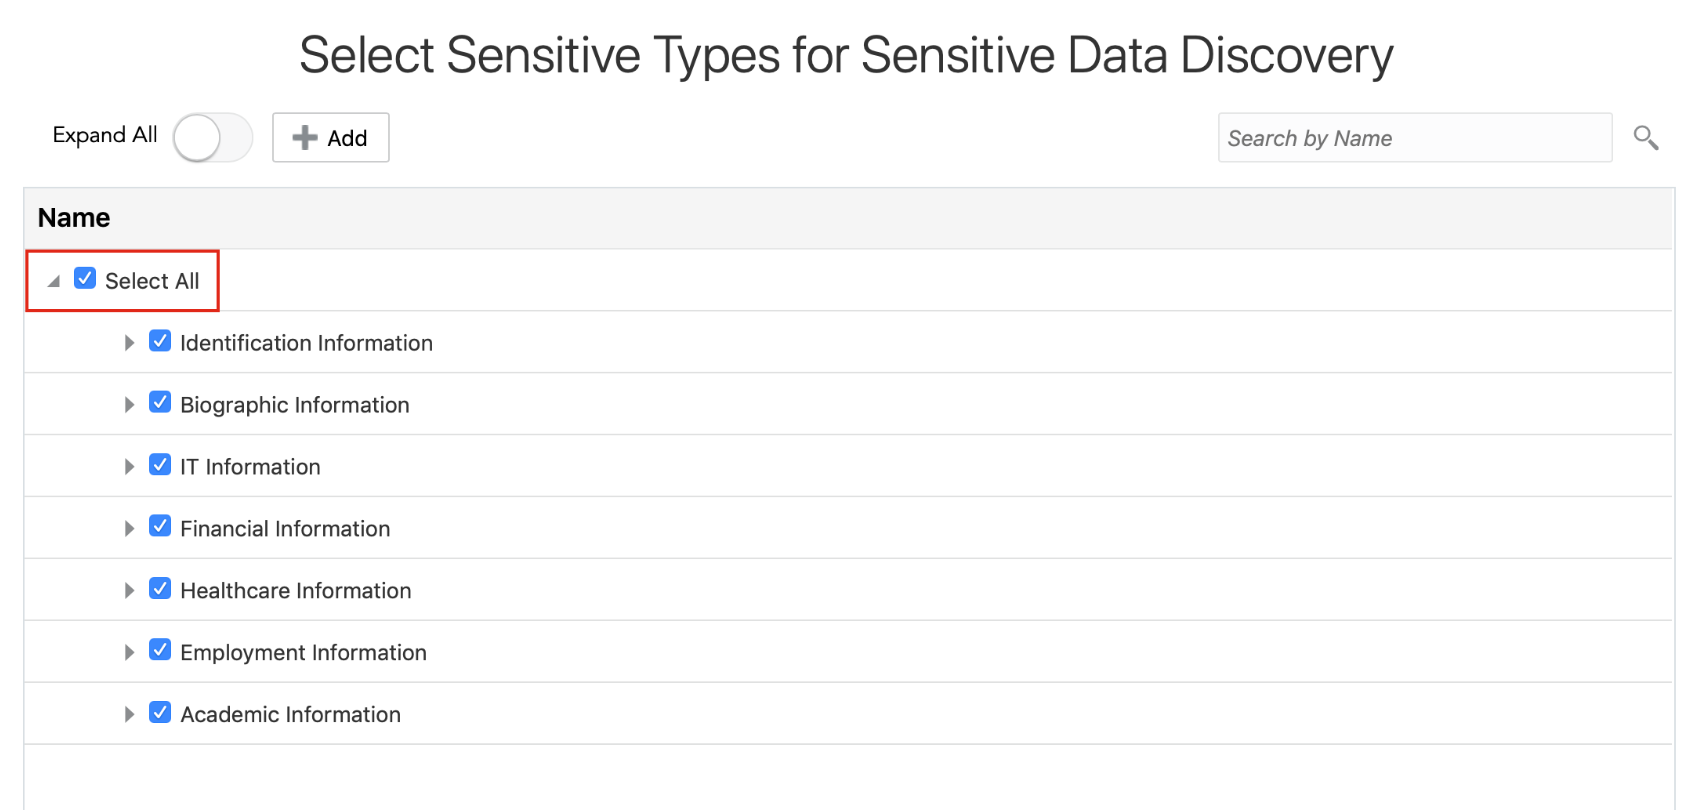 Select Sensitive Types for Sensitive Data Discovery
Expand All
Add
Search by Name
Name
Select All
Identification Information
Biographic Information
IT Information
Financial Information
Healthcare Information
Employment Information
Academic Information